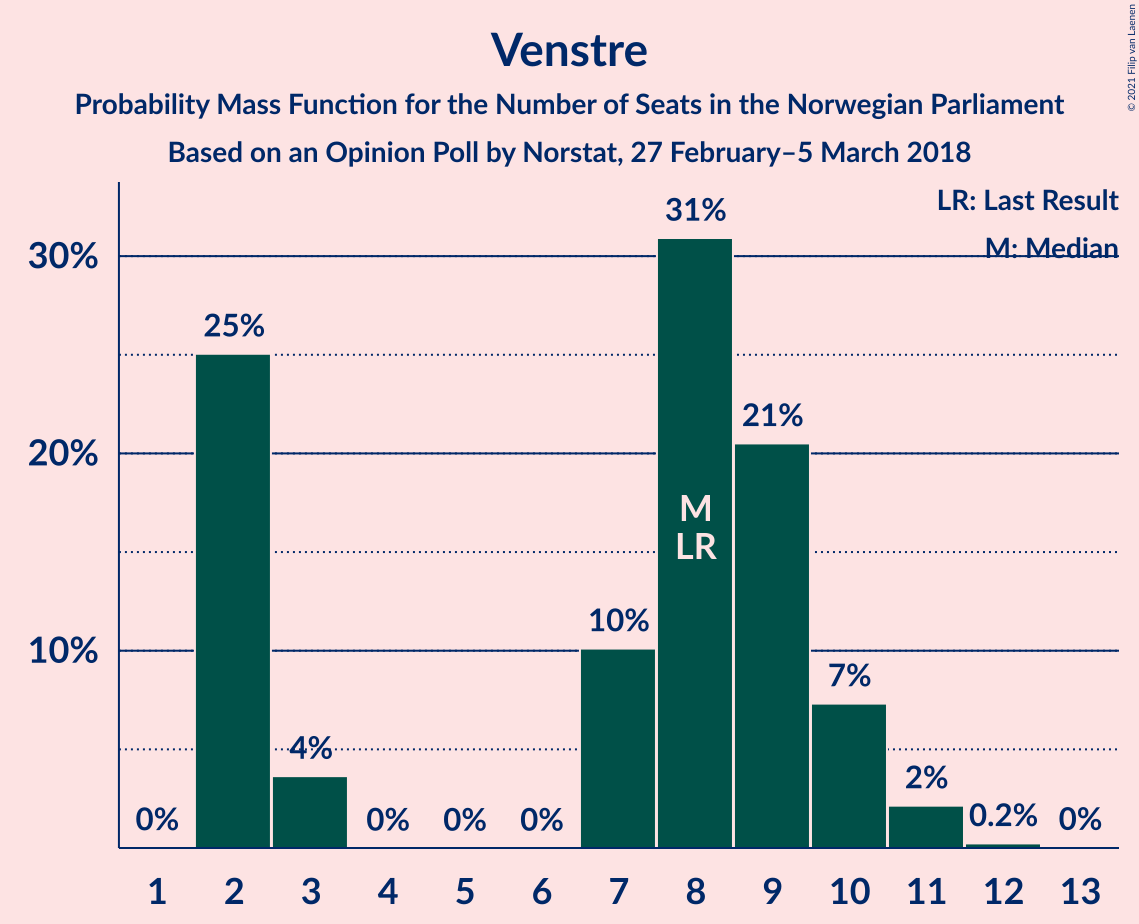 Venstre
Probability Mass Function for the Number of Seats in the Norwegian Parliament
Based on an Opinion Poll by Norstat, 27 February–5 March 2018
© 2021 Filip van Laenen
LR: Last Result
M: Median
30%
20%
10%
0%
25%
4%
0%
0%
0%
10%
31%
21%
7%
2%
0.2%
0%
M
LR
1 2 3 4 5 6 7 8 9 10 11 12 13